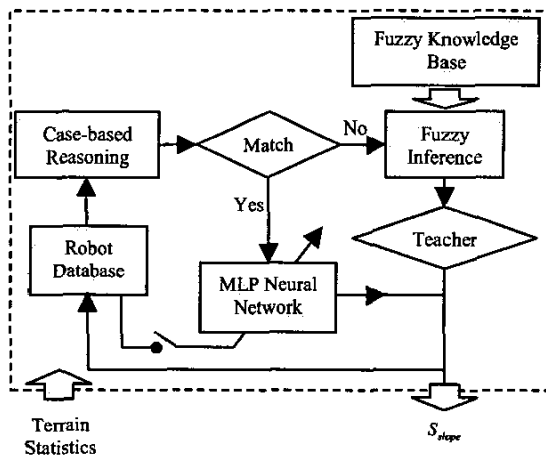 Fuzzy Knowledge
Base
Case-based
Reasoning
Match
No
Fuzzy
Inference
Yes
Robot
Database
Teacher
MLP Neural
Network
Terrain
Statistics
S_shape